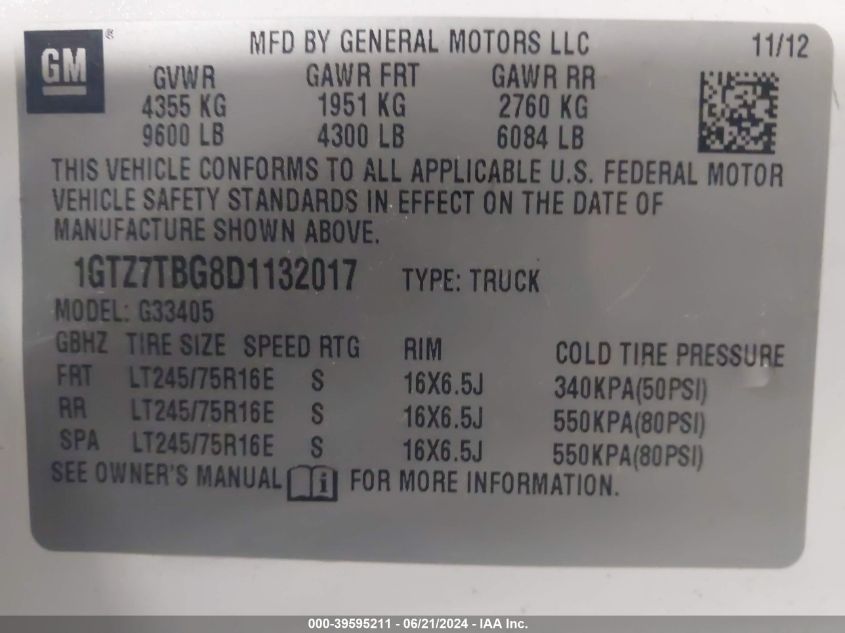 GM ®
MFD BY GENERAL MOTORS LLC 11/12
GVWR GAWR FRT GAWR RR
4355 KG 1951 KG 2760 KG
9600 LB 4300 LB 6084 LB
THIS VEHICLE CONFORMS TO ALL APPLICABLE U.S. FEDERAL MOTOR
VEHICLE SAFETY STANDARDS IN EFFECT ON THE DATE OF
MANUFACTURE SHOWN ABOVE.
1GTZ7TBG8D1132017 TYPE: TRUCK
MODEL: G33405
GBHZ TIRE SIZE SPEED RTG RIM COLD TIRE PRESSURE
FRT LT245/75R16E S 16X6.5J 340KPA(50PSI)
RR LT245/75R16E S 16X6.5J 550KPA(80PSI)
SPA LT245/75R16E S 16X6.5J 550KPA(80PSI)
SEE OWNER'S MANUAL i FOR MORE INFORMATION.
000-39595211 - 06/21/2024 - IAA Inc.